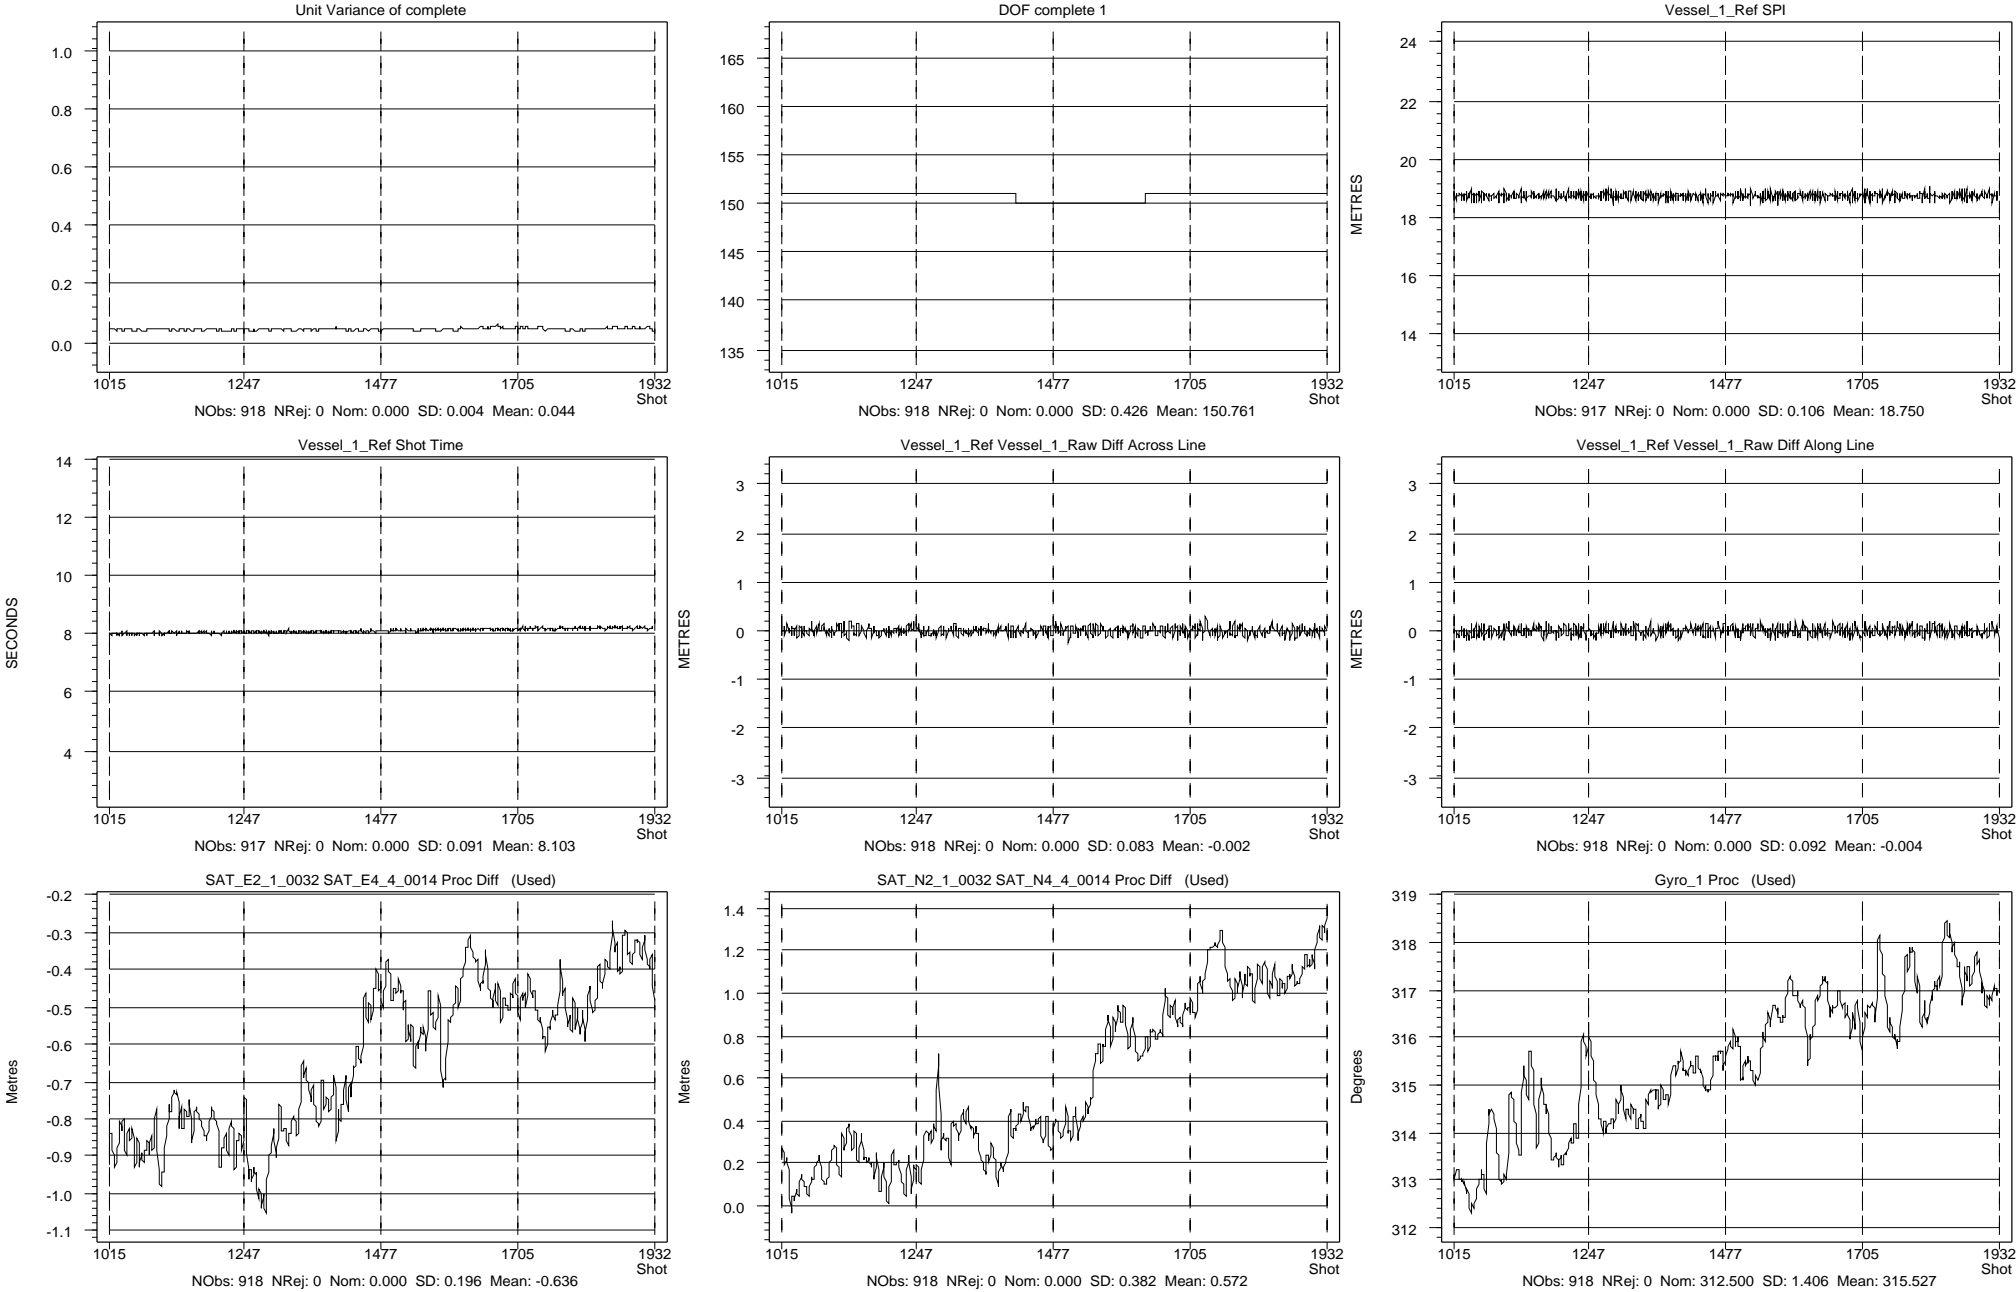 Unit Variance of complete
1.0
0.8
0.6
0.4
0.2
0.0
1015 1247 1477 1705 1932
Shot
NObs: 918 NRej: 0 Nom: 0.000 SD: 0.004 Mean: 0.044
DOF complete 1
165
160
155
150
145
140
135
1015 1247 1477 1705 1932
Shot
NObs: 918 NRej: 0 Nom: 0.000 SD: 0.426 Mean: 150.761
Vessel_1_Ref SPI
METRES
24
22
20
18
16
14
1015 1247 1477 1705 1932
Shot
NObs: 917 NRej: 0 Nom: 0.000 SD: 0.106 Mean: 18.750
Vessel_1_Ref Shot Time
SECONDS
14
12
10
8
6
4
1015 1247 1477 1705 1932
Shot
NObs: 917 NRej: 0 Nom: 0.000 SD: 0.091 Mean: 8.103
Vessel_1_Ref Vessel_1_Raw Diff Across Line
METRES
3
2
1
0
-1
-2
-3
1015 1247 1477 1705 1932
Shot
NObs: 918 NRej: 0 Nom: 0.000 SD: 0.083 Mean: -0.002
Vessel_1_Ref Vessel_1_Raw Diff Along Line
METRES
3
2
1
0
-1
-2
-3
1015 1247 1477 1705 1932
Shot
NObs: 918 NRej: 0 Nom: 0.000 SD: 0.092 Mean: -0.004
SAT_E2_1_0032 SAT_E4_4_0014 Proc Diff (Used)
Metres
-0.2
-0.3
-0.4
-0.5
-0.6
-0.7
-0.8
-0.9
-1.0
-1.1
1015 1247 1477 1705 1932
Shot
NObs: 918 NRej: 0 Nom: 0.000 SD: 0.196 Mean: -0.636
SAT_N2_1_0032 SAT_N4_4_0014 Proc Diff (Used)
Metres
1.4
1.2
1.0
0.8
0.6
0.4
0.2
0.0
1015 1247 1477 1705 1932
Shot
NObs: 918 NRej: 0 Nom: 0.000 SD: 0.382 Mean: 0.572
Gyro_1 Proc (Used)
Degrees
319
318
317
316
315
314
313
312
1015 1247 1477 1705 1932
Shot
NObs: 918 NRej: 0 Nom: 312.500 SD: 1.406 Mean: 315.527